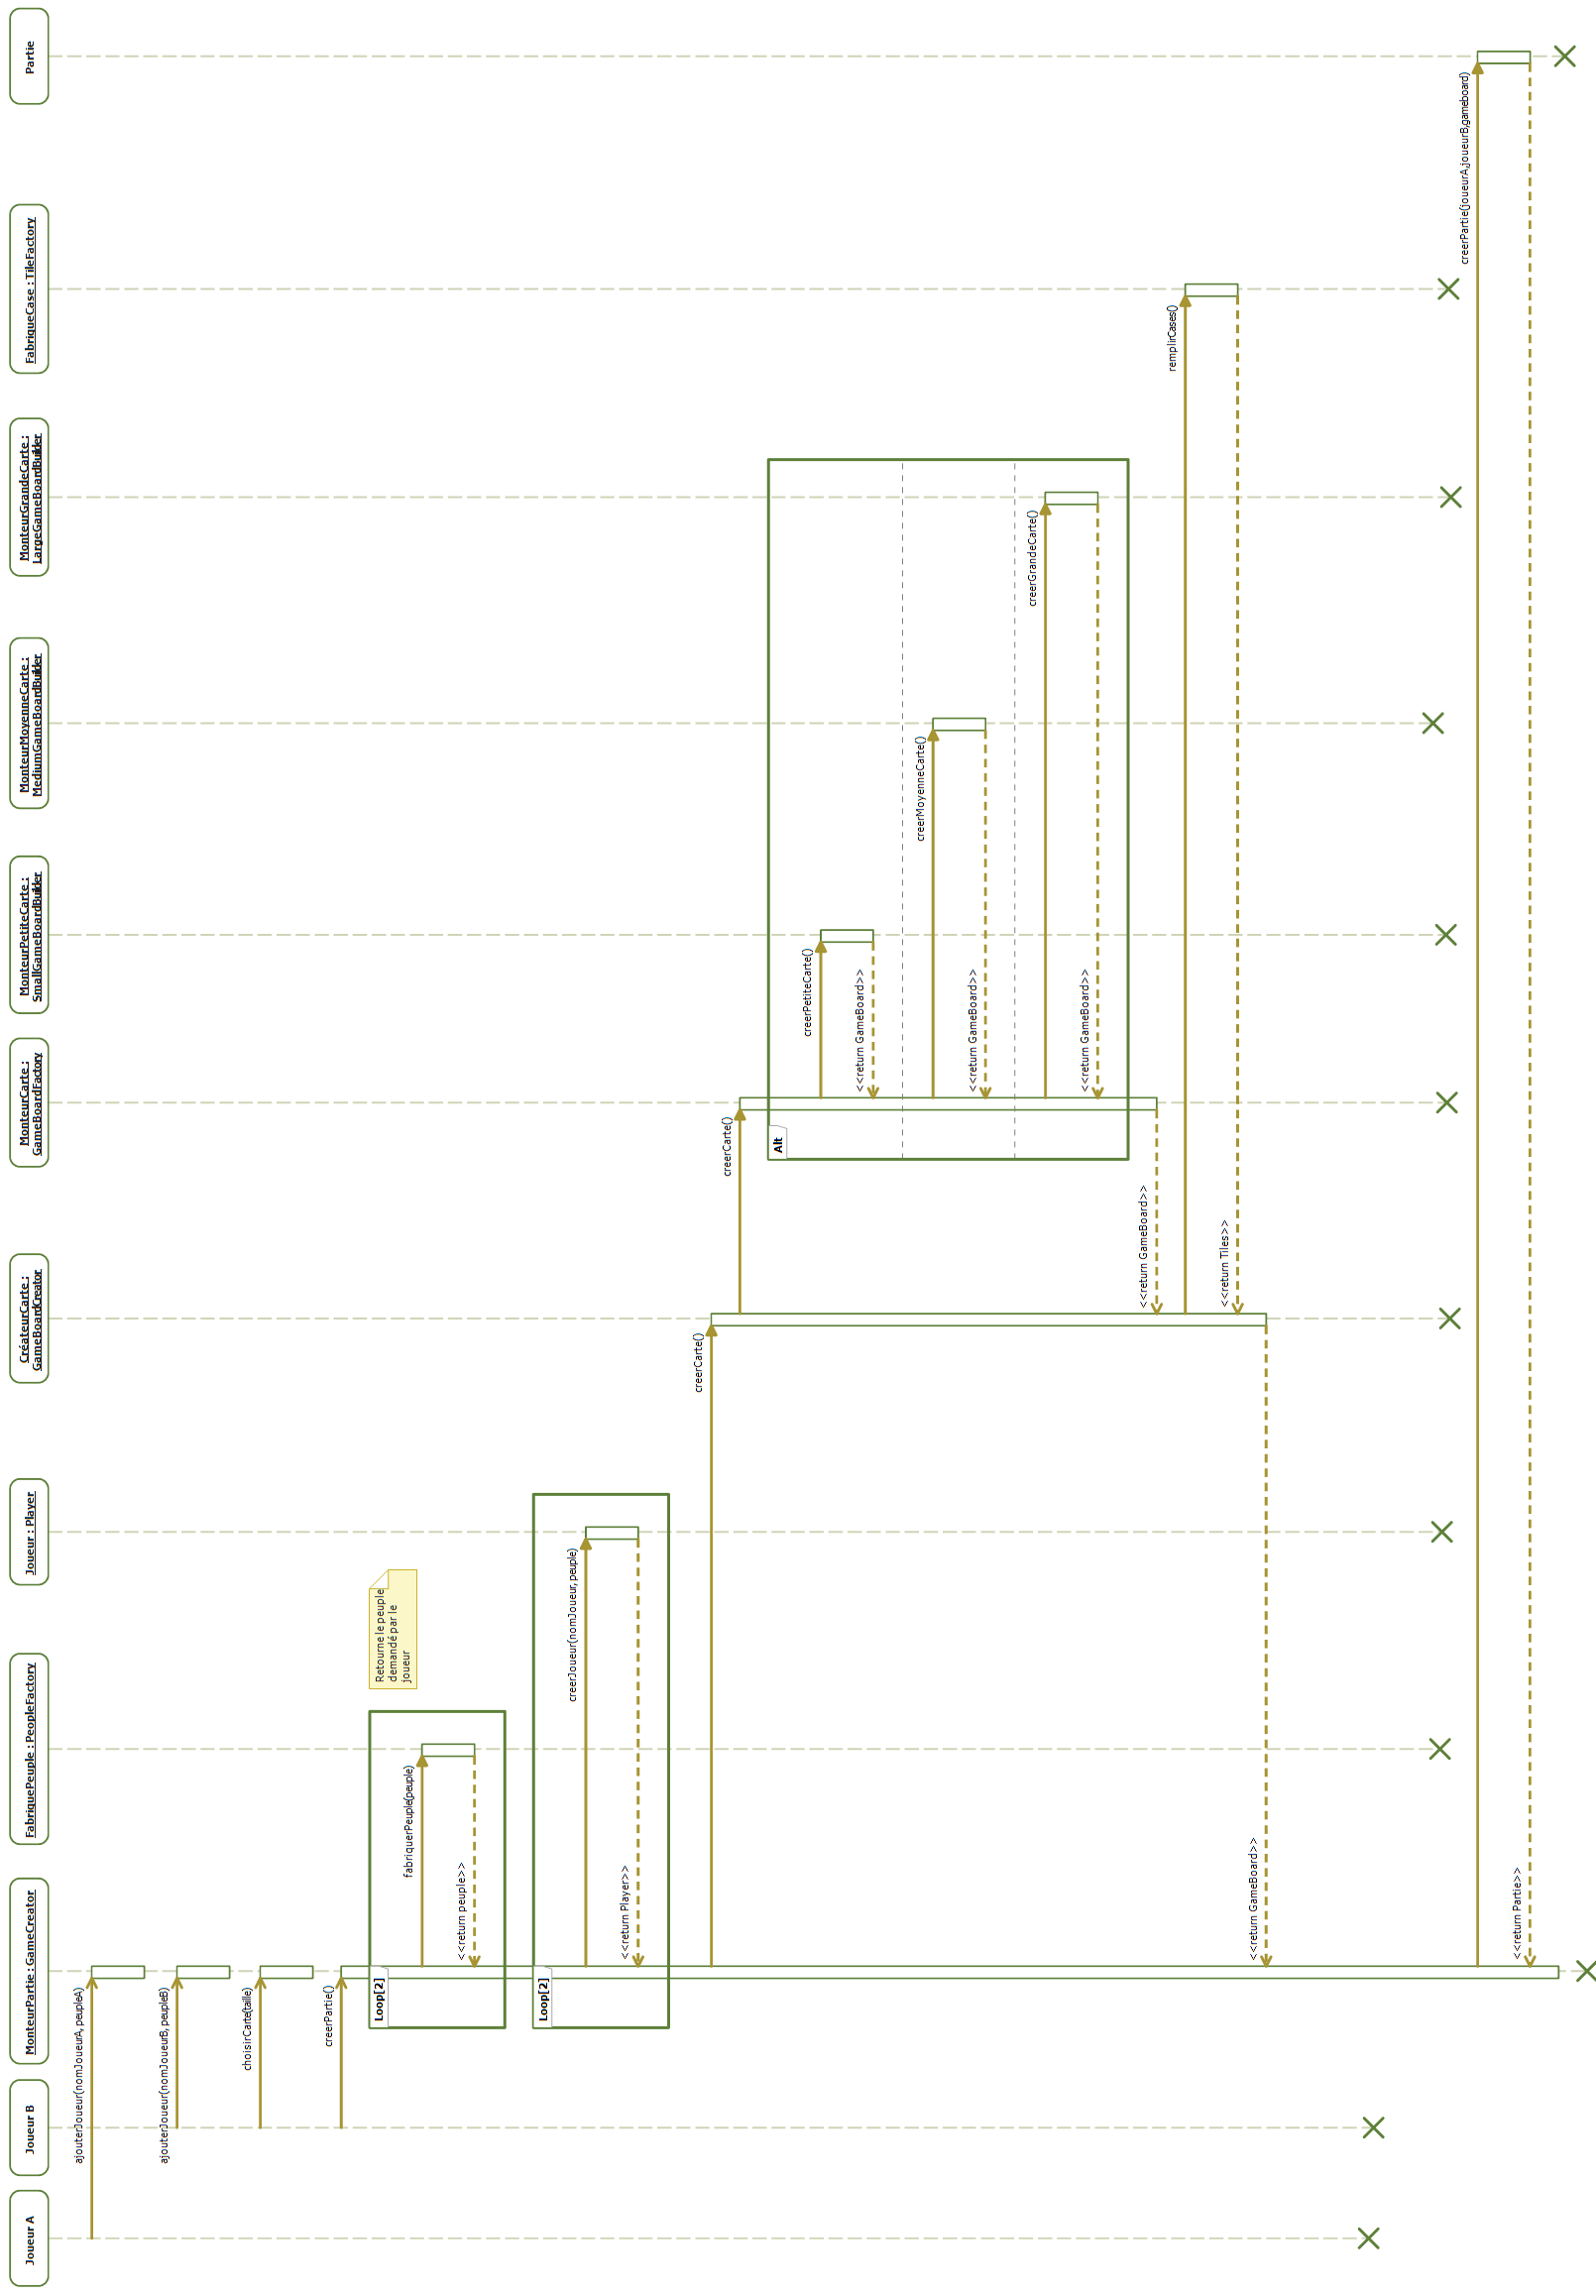 Joueur A
Joueur B
MonteurPartie : GameCreator
FabriquePeuple : PeopleFactory
Joueur : Player
CréateurCarte :
GameBoardCreator
MonteurCarte :
GameBoardFactory
MonteurPetiteCarte :
SmallGameBoardBuilder
MonteurMoyenneCarte :
MediumGameBoardBuilder
MonteurGrandeCarte :
LargeGameBoardBuilder
FabriqueCase : TileFactory
Partie
ajouterJoueur(nomJoueurA, peupleA)
ajouterJoueur(nomJoueurB, peupleB)
choisirCarte(taille)
creerPartie()
Loop[2]
Retourne le peuple
demandé par le
joueur
fabriquerPeuple(peuple)
<<return peuple>>
Loop[2]
creerJoueur(nomJoueur, peuple)
<<return Player>>
creerCarte()
creerCarte()
Alt
creerPetiteCarte()
<<return GameBoard>>
creerMoyenneCarte()
<<return GameBoard>>
creerGrandeCarte()
<<return GameBoard>>
<<return GameBoard>>
remplirCases()
<<return Tiles>>
<<return GameBoard>>
creerPartie(joueurA,joueurB,gameboard)
<<return Partie>>